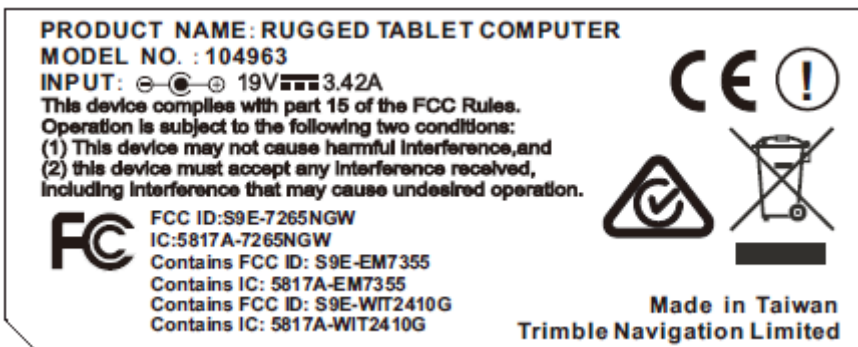 PRODUCT NAME: RUGGED TABLET COMPUTER
MODEL NO. : 104963
INPUT: 19V 3.42A
This device complies with part 15 of the FCC Rules.
Operation is subject to the following two conditions:
(1) This device may not cause harmful interference,and
(2) this device must accept any interference received,
including interference that may cause undesired operation.
CE !
FC
FCC ID:S9E-7265NGW
IC:5817A-7265NGW
Contains FCC ID: S9E-EM7355
Contains IC: 5817A-EM7355
Contains FCC ID: S9E-WIT2410G
Contains IC: 5817A-WIT2410G
Made in Taiwan
Trimble Navigation Limited